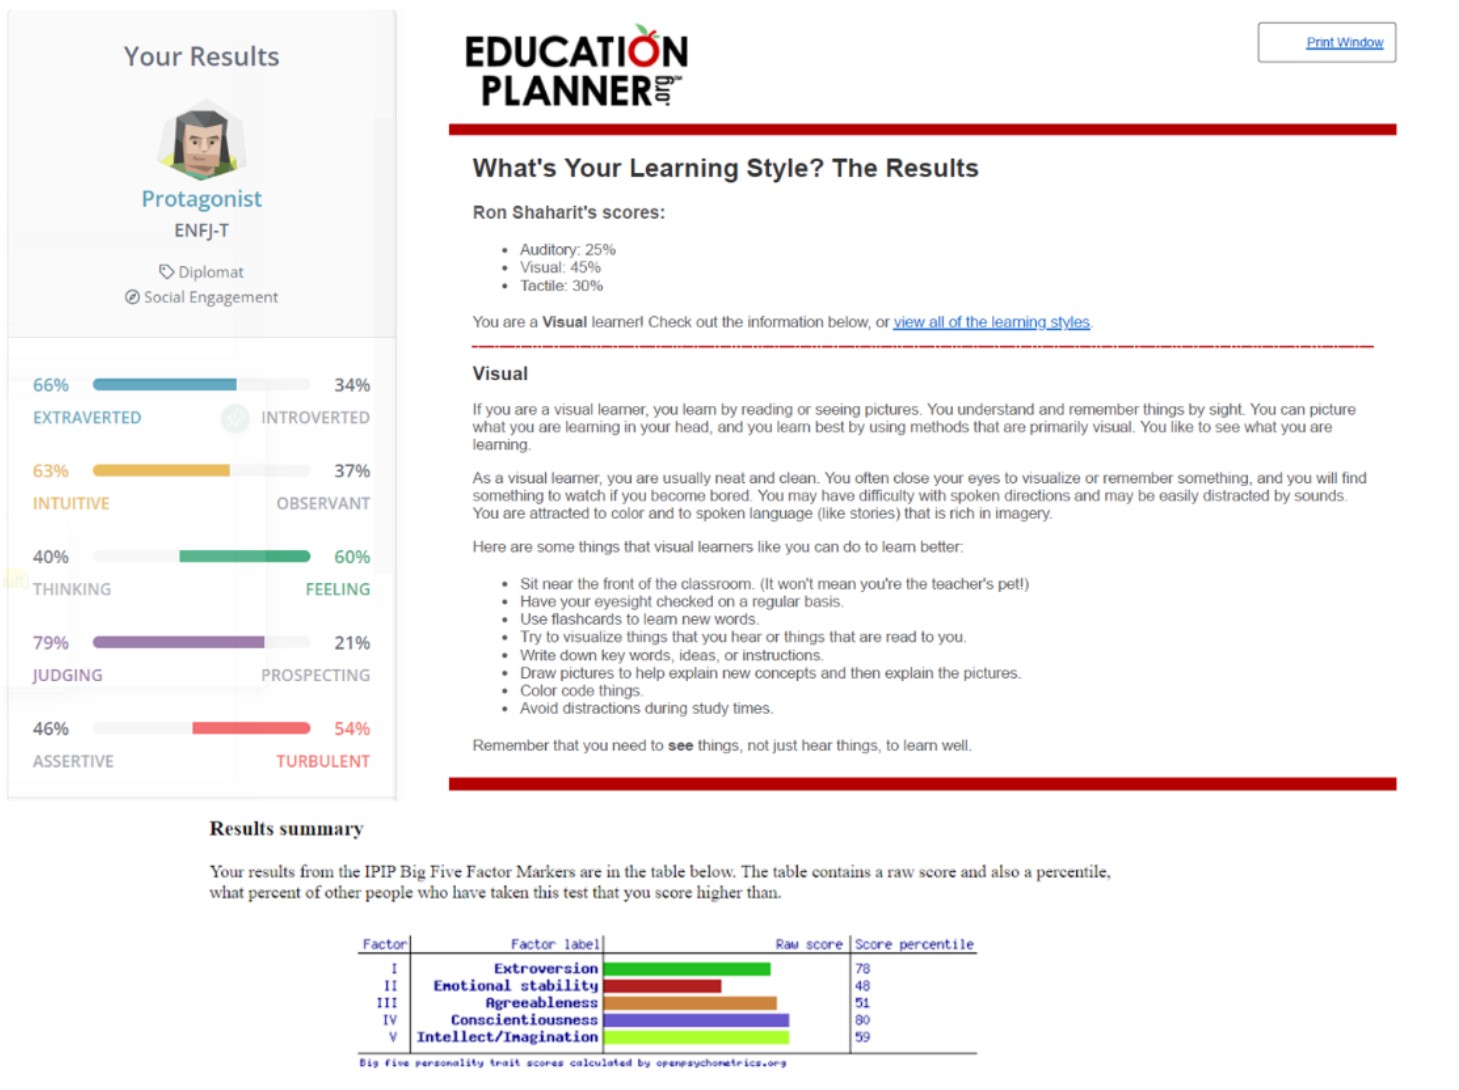 Your Results
Protagonist
ENFJ-T
Diplomat
Social Engagement
66% 34%
EXTRAVERTED INTROVERTED
63% 37%
INTUITIVE OBSERVANT
40% 60%
THINKING FEELING
79% 21%
JUDGING PROSPECTING
46% 54%
ASSERTIVE TURBULENT
EDUCATION
PLANNER.org
Print Window
What's Your Learning Style? The Results
Ron Shaharit's scores:
• Auditory: 25%
• Visual: 45%
• Tactile: 30%
You are a Visual learner! Check out the information below, or view all of the learning styles.
Visual
If you are a visual learner, you learn by reading or seeing pictures. You understand and remember things by sight. You can picture
what you are learning in your head, and you learn best by using methods that are primarily visual. You like to see what you are
learning.
As a visual learner, you are usually neat and clean. You often close your eyes to visualize or remember something, and you will find
something to watch if you become bored. You may have difficulty with spoken directions and may be easily distracted by sounds.
You are attracted to color and to spoken language (like stories) that is rich in imagery.
Here are some things that visual learners like you can do to learn better:
• Sit near the front of the classroom. (It won't mean you're the teacher's pet!)
• Have your eyesight checked on a regular basis.
• Use flashcards to learn new words.
• Try to visualize things that you hear or things that are read to you.
• Write down key words, ideas, or instructions.
• Draw pictures to help explain new concepts and then explain the pictures.
• Color code things.
• Avoid distractions during study times.
Remember that you need to see things, not just hear things, to learn well.
Results summary
Your results from the IPIP Big Five Factor Markers are in the table below. The table contains a raw score and also a percentile,
what percent of other people who have taken this test that you score higher than.
Factor Factor label Raw score Score percentile
I Extroversion 78
II Emotional stability 48
III Agreeableness 51
IV Conscientiousness 80
V Intellect/Imagination 59
Big five personality trait scores calculated by openpsychometrics.org